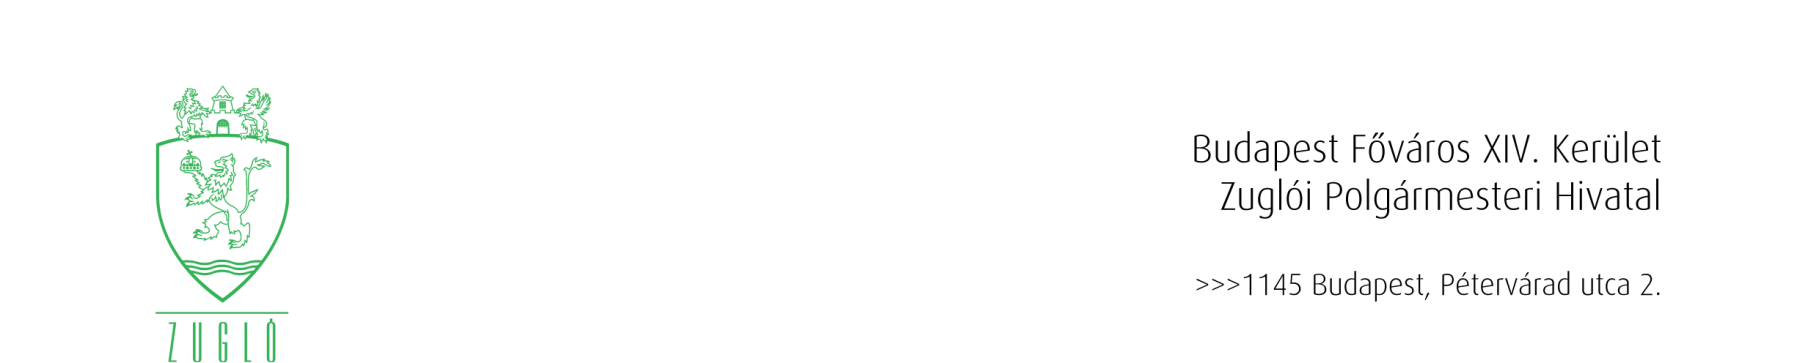 Budapest Főváros XIV. Kerület
Zuglói Polgármesteri Hivatal
>>>1145 Budapest, Pétervárad utca 2.
ZUGLÓ